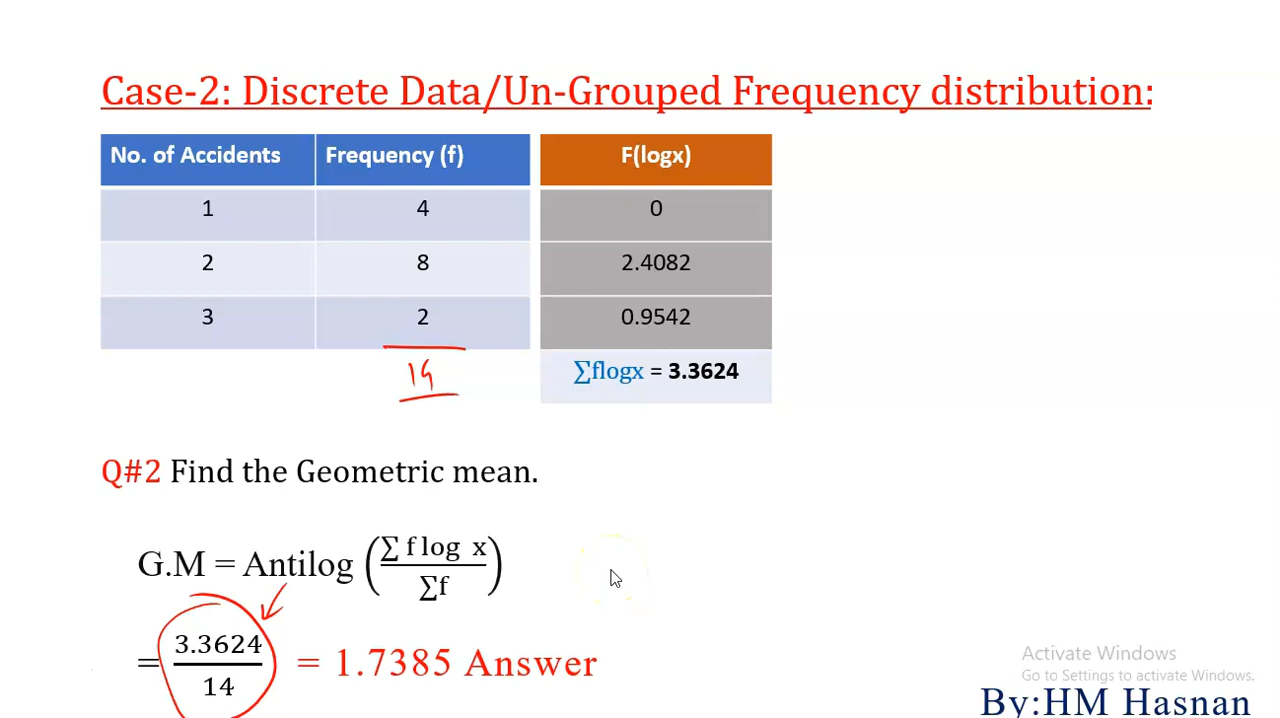 Case-2: Discrete Data/Un-Grouped Frequency distribution:
No. of Accidents Frequency (f) F(logx)
1 4 0
2 8 2.4082
3 2 0.9542
14 ∑flogx = 3.3624
Q#2 Find the Geometric mean.
G.M = Antilog (∑ f log x / ∑f)
= 3.3624 / 14 = 1.7385 Answer
Activate Windows
Go to Settings to activate Windows.
By:HM Hasnan